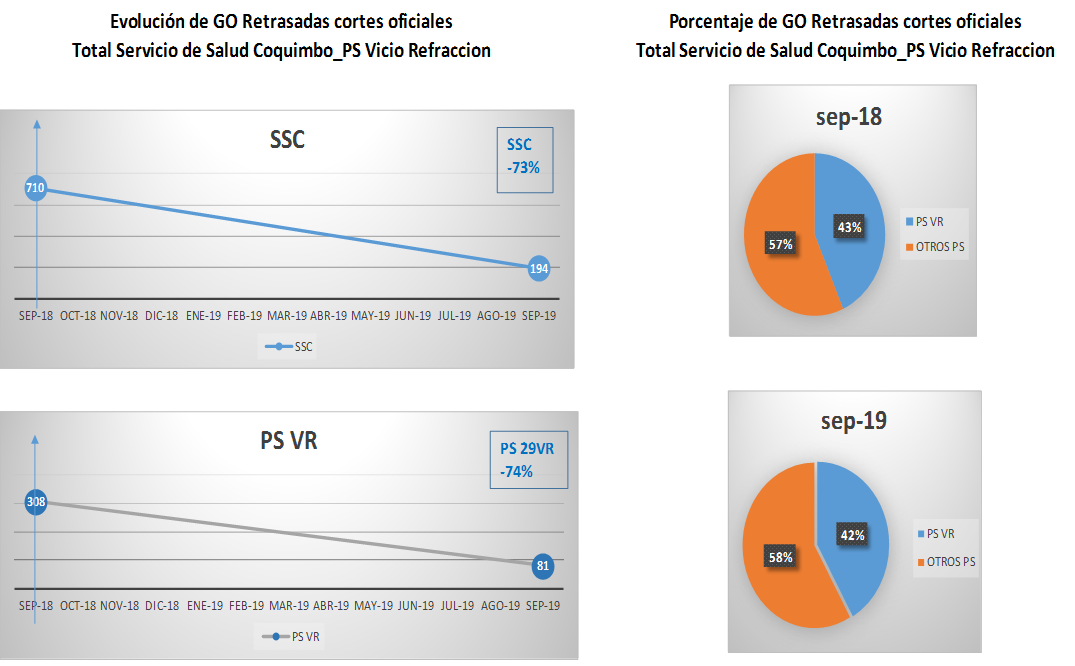 Evolución de GO Retrasadas cortes oficiales
Total Servicio de Salud Coquimbo_PS Vicio Refraccion
SSC
SSC
-73%
710
194
SEP-18 OCT-18 NOV-18 DIC-18 ENE-19 FEB-19 MAR-19 ABR-19 MAY-19 JUN-19 JUL-19 AGO-19 SEP-19
SSC
PS VR
PS 29VR
-74%
308
81
SEP-18 OCT-18 NOV-18 DIC-18 ENE-19 FEB-19 MAR-19 ABR-19 MAY-19 JUN-19 JUL-19 AGO-19 SEP-19
PS VR
Porcentaje de GO Retrasadas cortes oficiales
Total Servicio de Salud Coquimbo_PS Vicio Refraccion
sep-18
43%
57%
PS VR
OTROS PS
sep-19
42%
58%
PS VR
OTROS PS